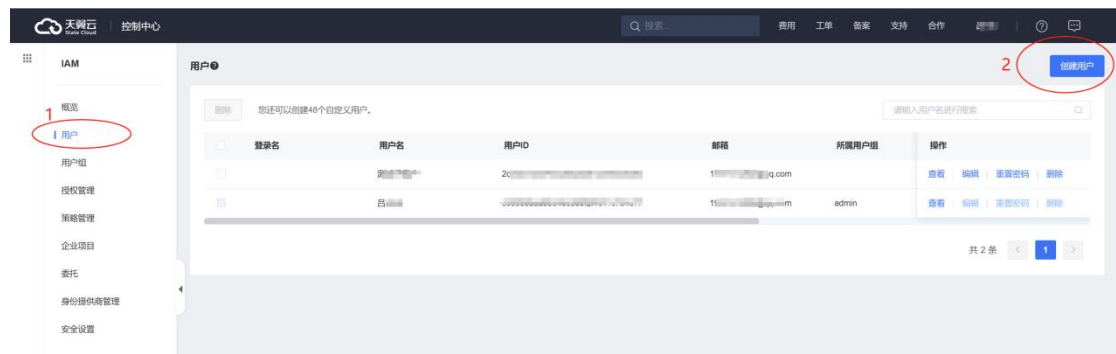 天翼云 State Cloud 控制中心 搜索... 费用 工单 备案 支持 合作
IAM 用户
2 创建用户
概览 删除 您还可以创建48个自定义用户。 请输入用户名进行搜索
1
用户 登录名 用户名 用户ID 邮箱 所属用户组 操作
用户组 q.com 查看 编辑 重置密码 删除
授权管理
策略管理 吕 admin 查看 编辑 重置密码 删除
企业项目 共 2 条 < 1 >
委托
身份提供商管理
安全设置